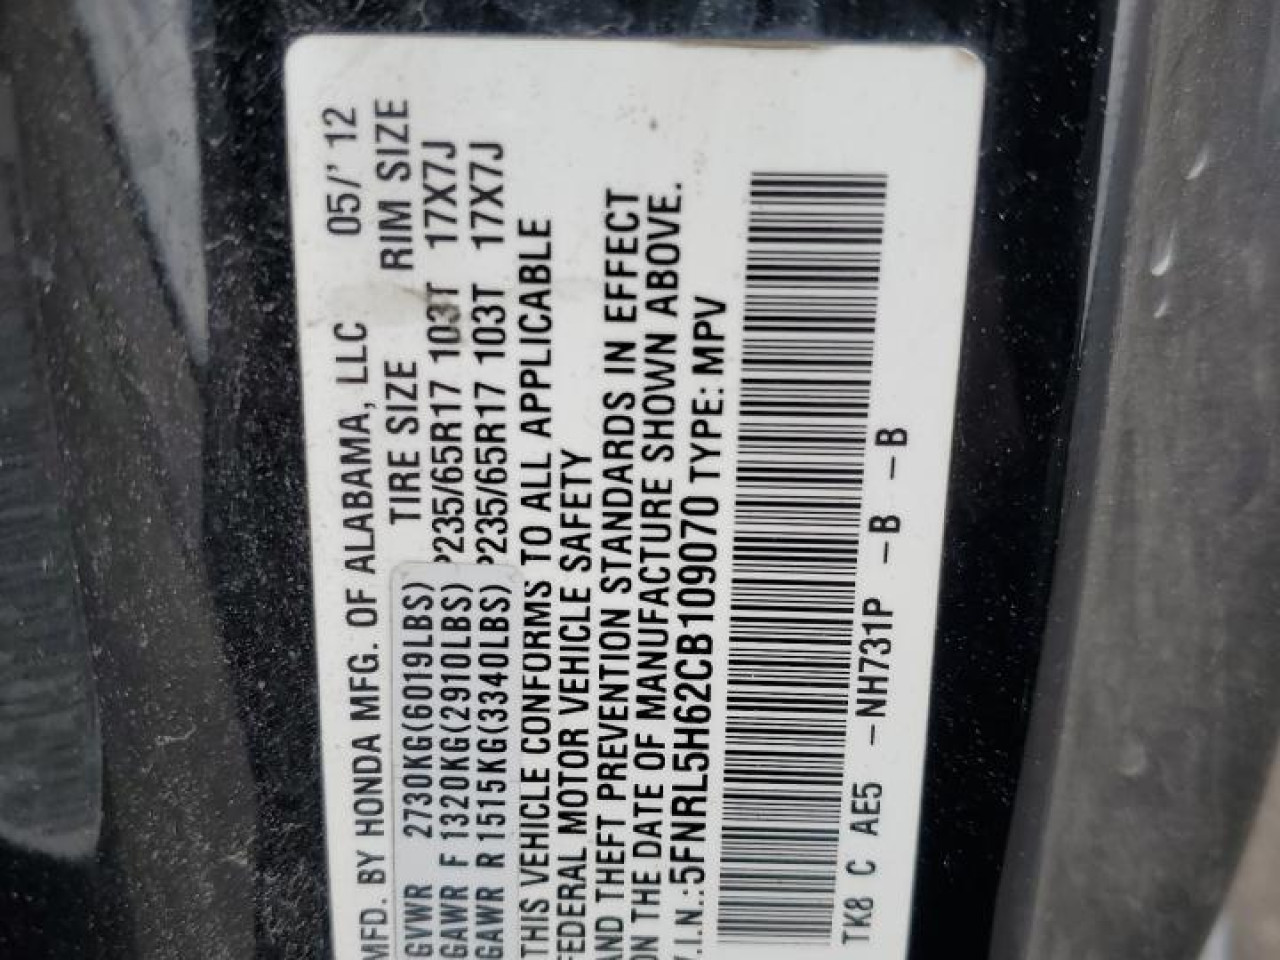 MFD. BY HONDA MFG. OF ALABAMA, LLC 05/'12
TIRE SIZE RIM SIZE
GVWR 2730KG(6019LBS)
GAWR F 1320KG(2910LBS) P235/65R17 103T 17X7J
GAWR R 1515KG(3340LBS) P235/65R17 103T 17X7J
THIS VEHICLE CONFORMS TO ALL APPLICABLE
FEDERAL MOTOR VEHICLE SAFETY
AND THEFT PREVENTION STANDARDS IN EFFECT
ON THE DATE OF MANUFACTURE SHOWN ABOVE.
V.I.N.: 5FNRL5H62CB109070 TYPE: MPV
TK8 C AE5 -NH731P -B -B